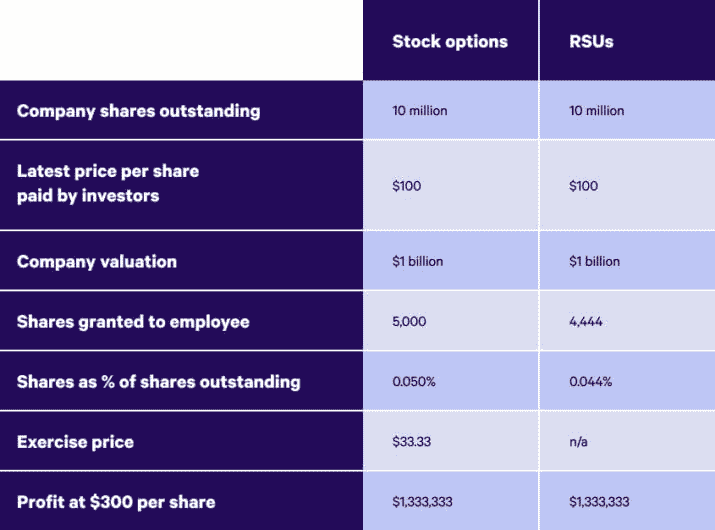 Stock options RSUs
Company shares outstanding 10 million 10 million
Latest price per share
paid by investors $100 $100
Company valuation $1 billion $1 billion
Shares granted to employee 5,000 4,444
Shares as % of shares outstanding 0.050% 0.044%
Exercise price $33.33 n/a
Profit at $300 per share $1,333,333 $1,333,333